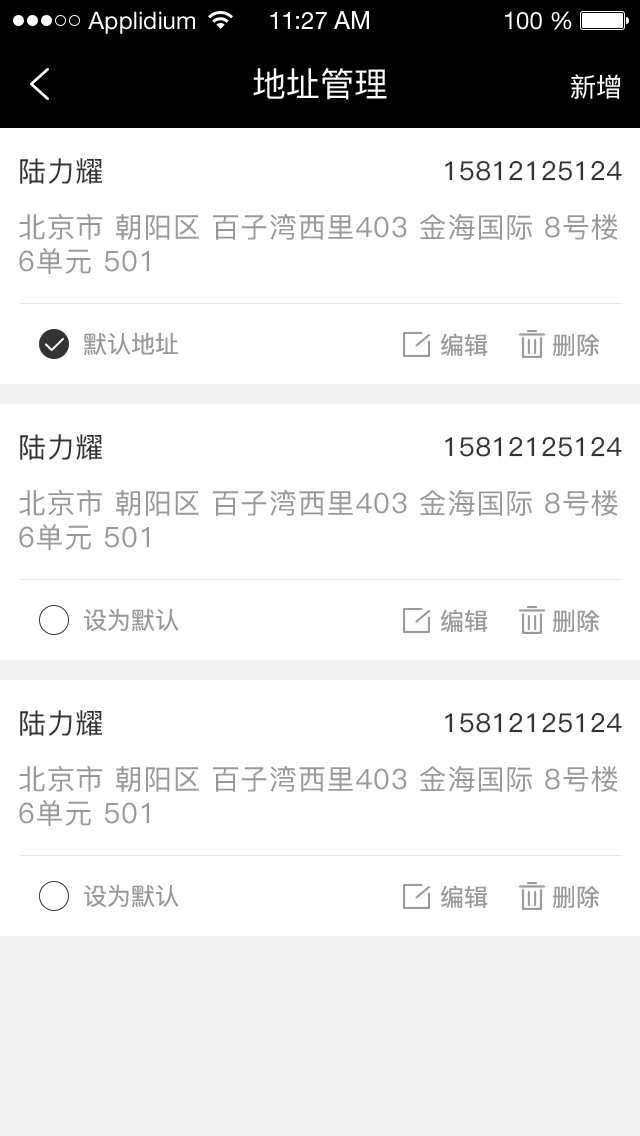 Applidium 11:27 AM 100 %
地址管理 新增
陆力耀 15812125124
北京市 朝阳区 百子湾西里403 金海国际 8号楼
6单元 501
默认地址 编辑 删除
陆力耀 15812125124
北京市 朝阳区 百子湾西里403 金海国际 8号楼
6单元 501
设为默认 编辑 删除
陆力耀 15812125124
北京市 朝阳区 百子湾西里403 金海国际 8号楼
6单元 501
设为默认 编辑 删除